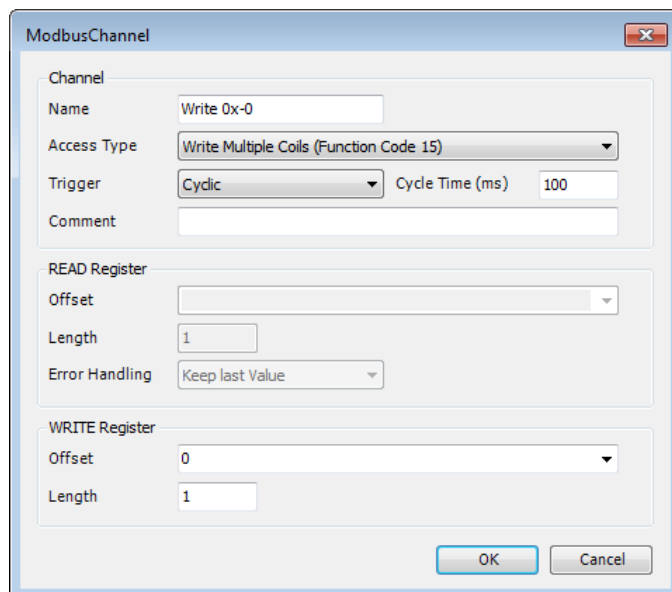 ModbusChannel
Channel
Name Write 0x-0
Access Type Write Multiple Coils (Function Code 15)
Trigger Cyclic Cycle Time (ms) 100
Comment
READ Register
Offset
Length 1
Error Handling Keep last Value
WRITE Register
Offset 0
Length 1
OK Cancel